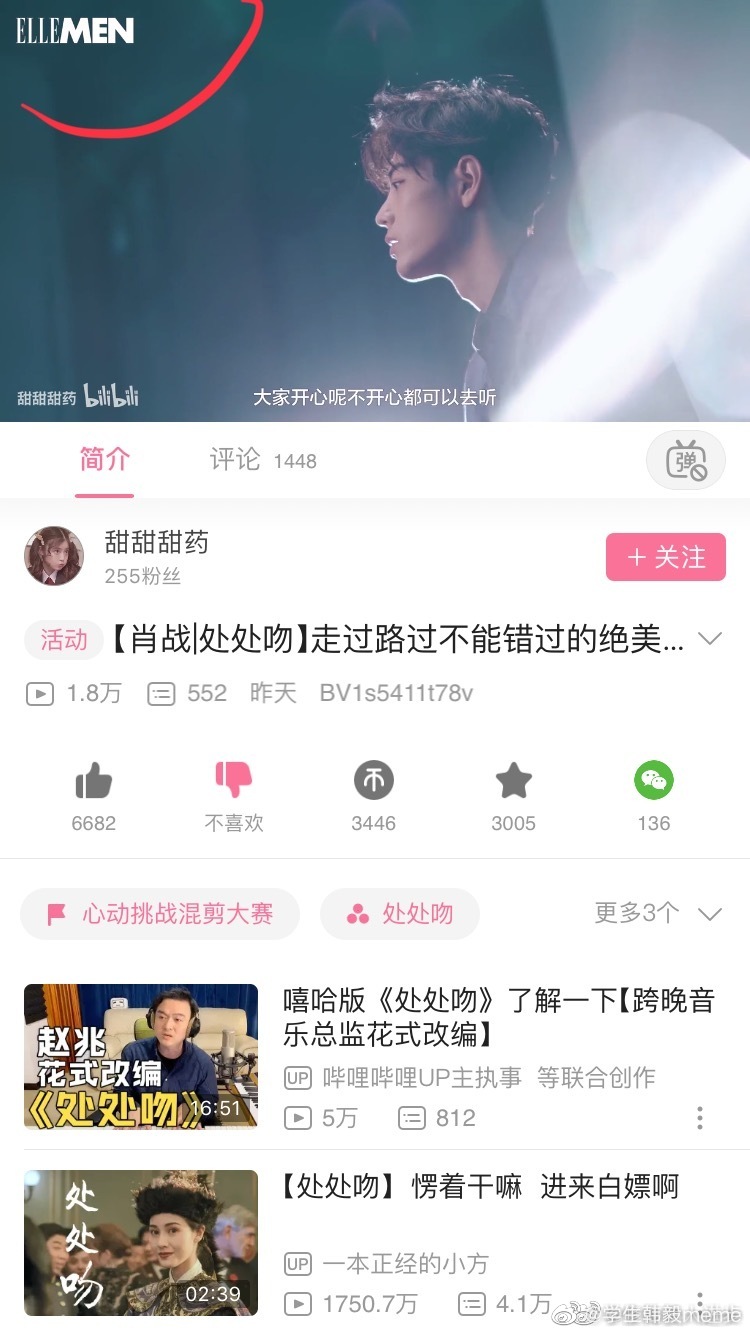 ELLEMEN
甜甜甜药 bilibili
大家开心呢不开心都可以去听
简介
评论 1448
弹
甜甜甜药
255粉丝
+ 关注
活动 【肖战|处处吻】走过路过不能错过的绝美...
1.8万 552 昨天 BV1s5411t78v
6682 不喜欢 3446 3005 136
心动挑战混剪大赛 处处吻 更多3个
赵兆
花式改编
《处处吻》
16:51
嘻哈版《处处吻》了解一下【跨晚音
乐总监花式改编】
UP 哔哩哔哩UP主执事 等联合创作
5万 812
处处吻
02:39
【处处吻】愣着干嘛 进来白嫖啊
UP 一本正经的小方
1750.7万 4.1万
@学生韩毅meme